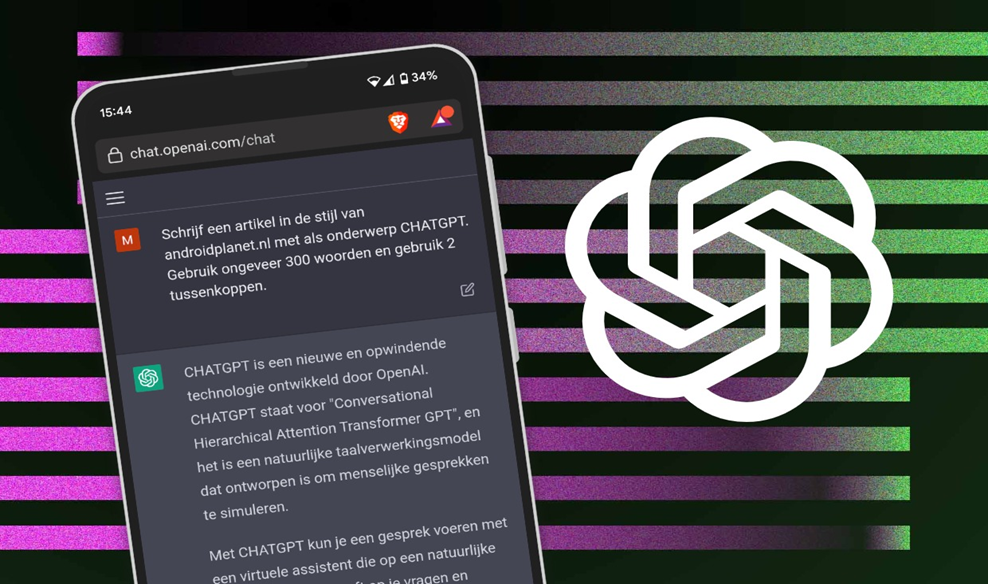 15:44
34%
chat.openai.com/chat
M
Schrijf een artikel in de stijl van
androidplanet.nl met als onderwerp CHATGPT.
Gebruik ongeveer 300 woorden en gebruik 2
tussenkoppen.
CHATGPT is een nieuwe en opwindende
technologie ontwikkeld door OpenAI.
CHATGPT staat voor "Conversational
Hierarchical Attention Transformer GPT", en
het is een natuurlijke taalverwerkingsmodel
dat ontworpen is om menselijke gesprekken
te simuleren.
Met CHATGPT kun je een gesprek voeren met
een virtuele assistent die op een natuurlijke
op je vragen en